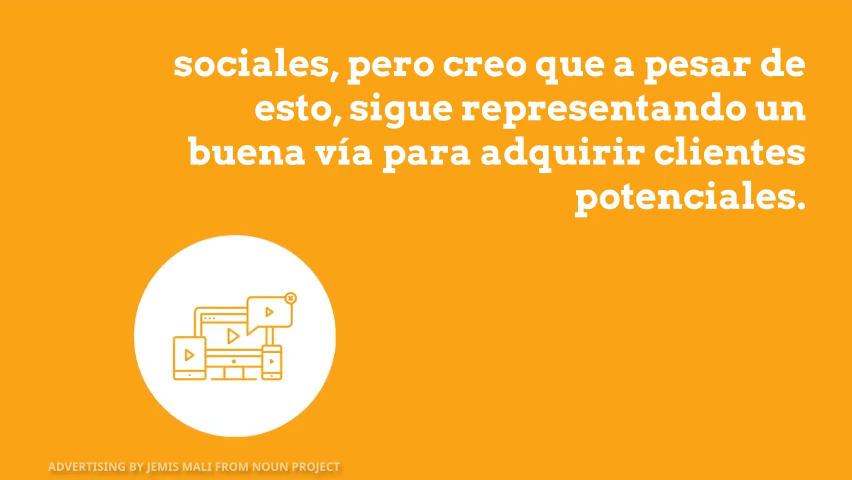 sociales, pero creo que a pesar de
esto, sigue representando un
buena vía para adquirir clientes
potenciales.
ADVERTISING BY JEMIS MALI FROM NOUN PROJECT